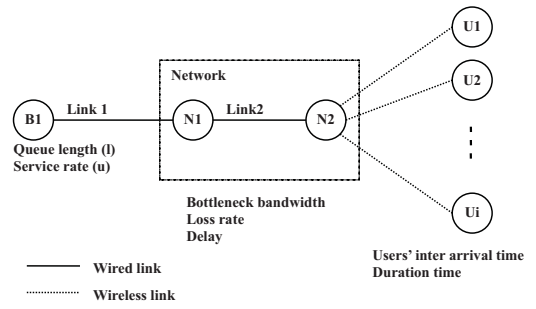 U1
Network
U2
Link 1
Link2
B1
N1
N2
Queue length (l)
Service rate (u)
Bottleneck bandwidth
Loss rate
Delay
Ui
Users’ inter arrival time
Duration time
Wired link
Wireless link